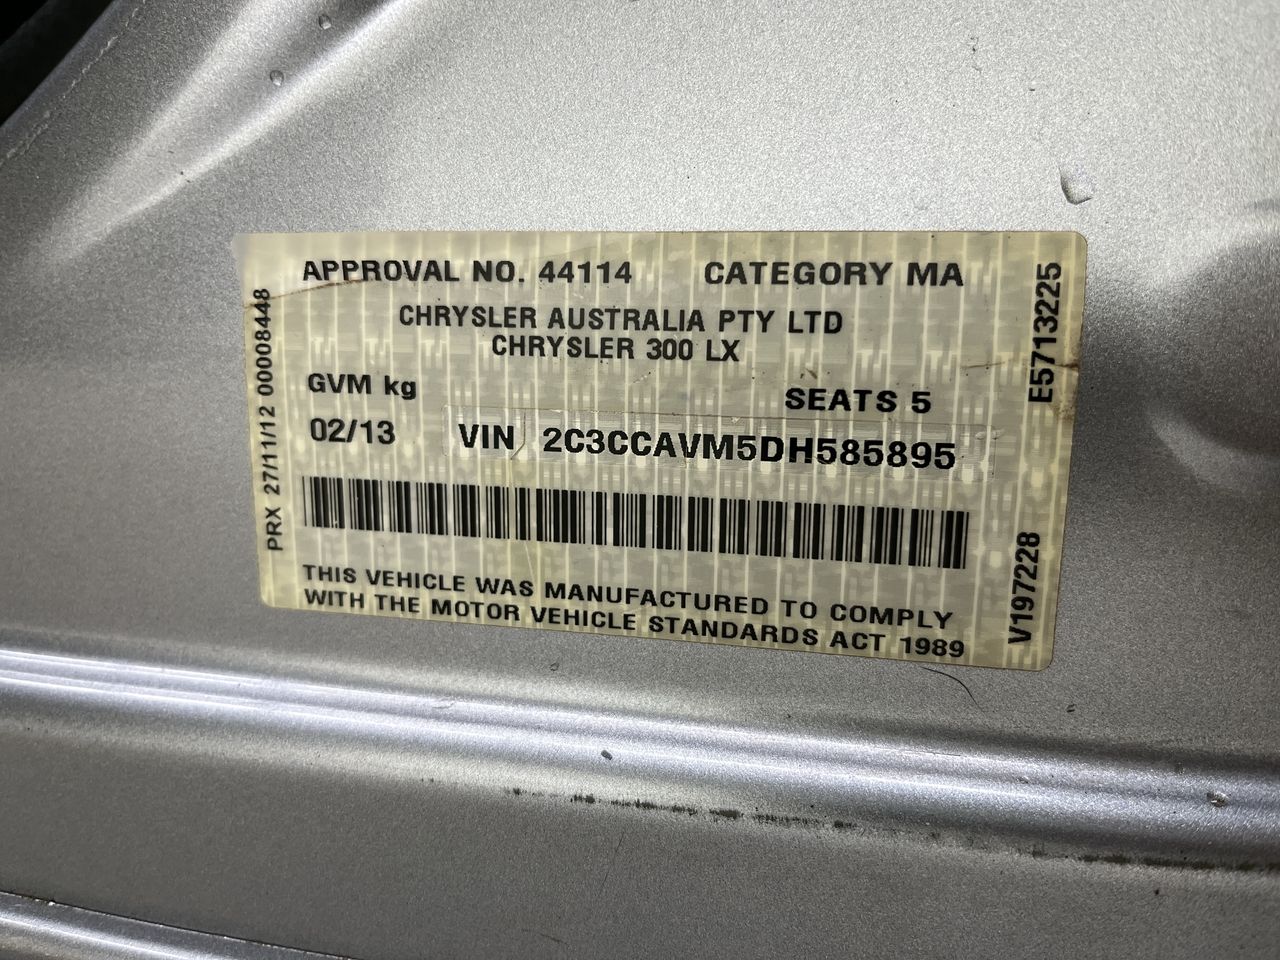 APPROVAL NO. 44114 CATEGORY MA
CHRYSLER AUSTRALIA PTY LTD
CHRYSLER 300 LX
GVM kg SEATS 5
02/13 VIN 2C3CCAVM5DH585895
THIS VEHICLE WAS MANUFACTURED TO COMPLY
WITH THE MOTOR VEHICLE STANDARDS ACT 1989
PRX 27/11/12 00008448
V197228 E5713225